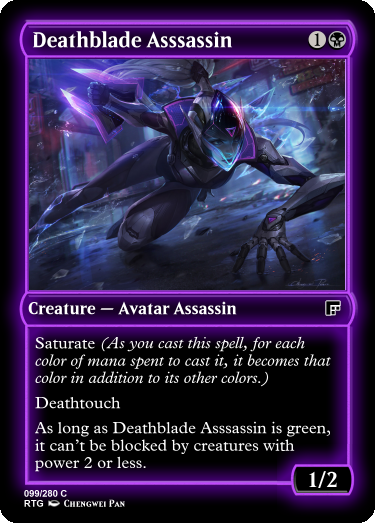 Deathblade Asssassin 1
Creature — Avatar Assassin
Saturate (As you cast this spell, for each
color of mana spent to cast it, it becomes that
color in addition to its other colors.)
Deathtouch
As long as Deathblade Asssassin is green,
it can't be blocked by creatures with
power 2 or less.
1/2
099/280 C
RTG Chengwei Pan